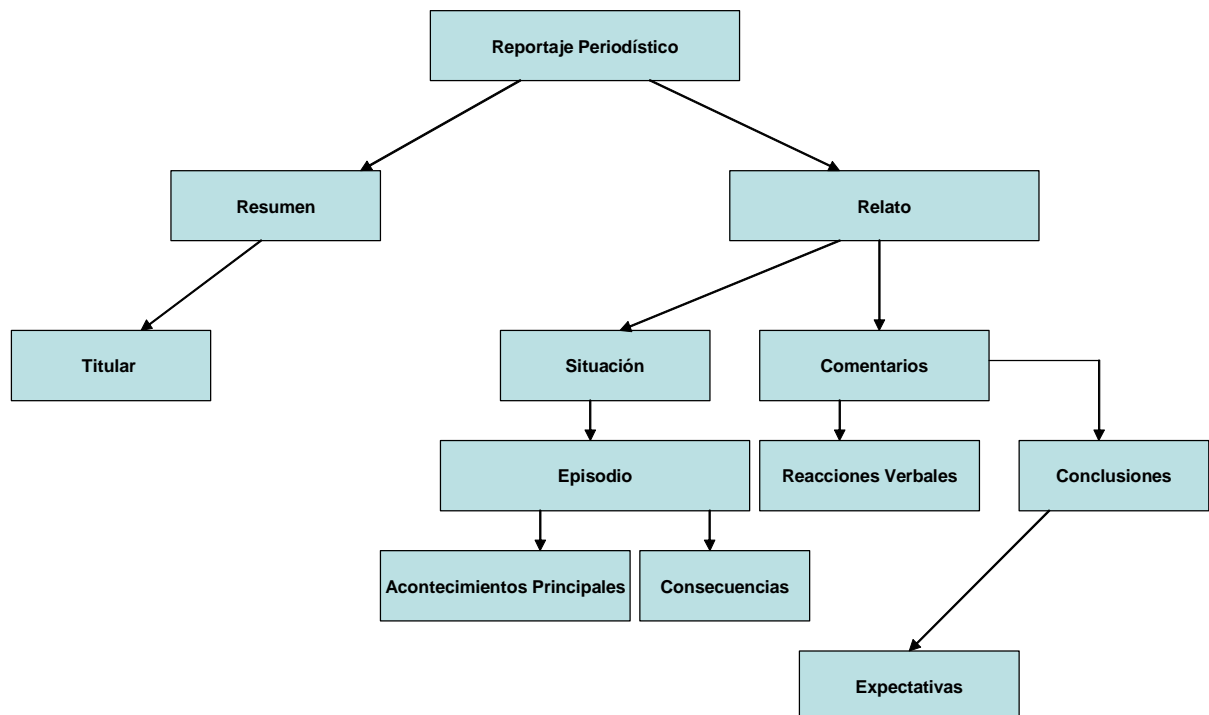 Reportaje Periodístico
Resumen
Relato
Titular
Situación
Comentarios
Episodio
Reacciones Verbales
Conclusiones
Acontecimientos Principales
Consecuencias
Expectativas